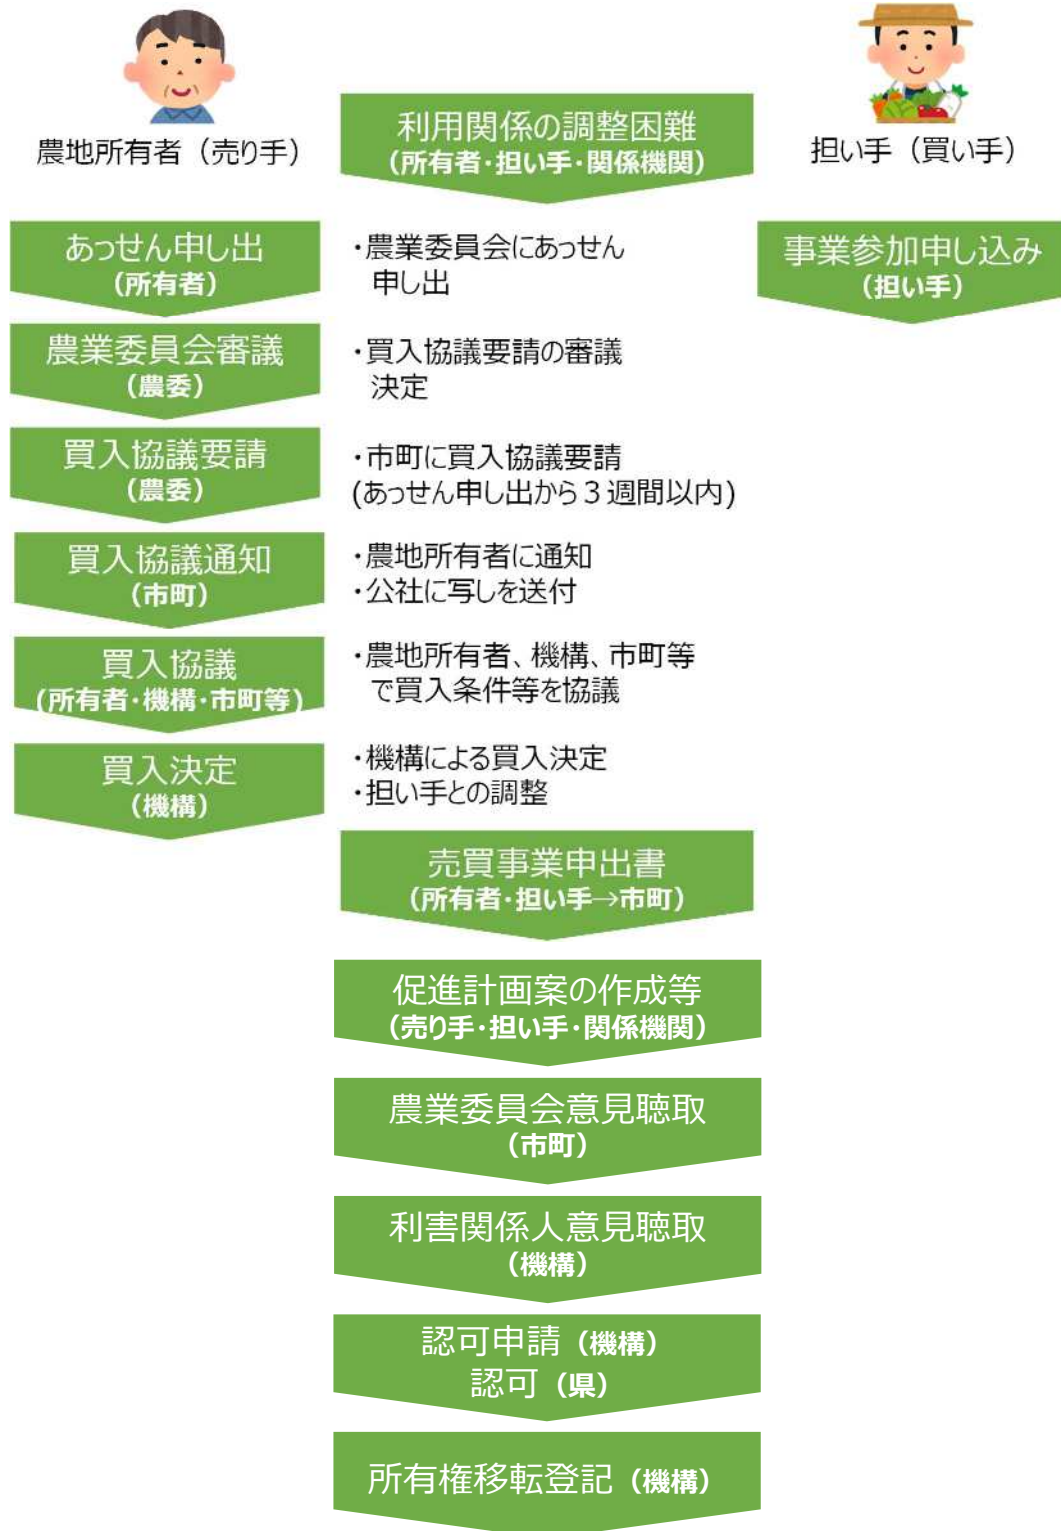 農地所有者（売り手）
利用関係の調整困難
（所有者・担い手・関係機関）
担い手（買い手）
あっせん申し出
（所有者）
・農業委員会にあっせん
申し出
事業参加申し込み
（担い手）
農業委員会審議
（農委）
・買入協議要請の審議
決定
買入協議要請
（農委）
・市町に買入協議要請
(あっせん申し出から３週間以内)
買入協議通知
（市町）
・農地所有者に通知
・公社に写しを送付
買入協議
(所有者・機構・市町等)
・農地所有者、機構、市町等
で買入条件等を協議
買入決定
（機構）
・機構による買入決定
・担い手との調整
売買事業申出書
（所有者・担い手→市町）
促進計画案の作成等
（売り手・担い手・関係機関）
農業委員会意見聴取
（市町）
利害関係人意見聴取
（機構）
認可申請（機構）
認可（県）
所有権移転登記（機構）